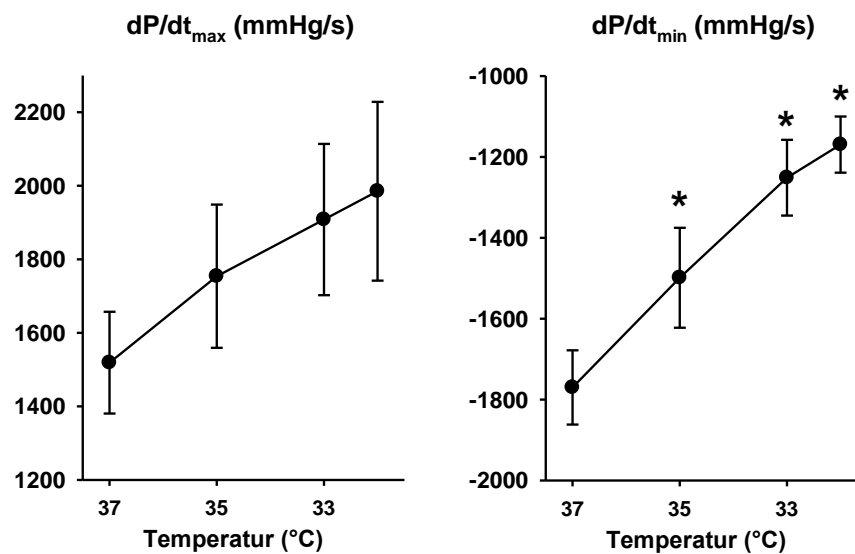 dP/dtmax (mmHg/s)
2200
2000
1800
1600
1400
1200
37 35 33
Temperatur (°C)
dP/dtmin (mmHg/s)
-1000
-1200
-1400
-1600
-1800
-2000
* * *
37 35 33
Temperatur (°C)